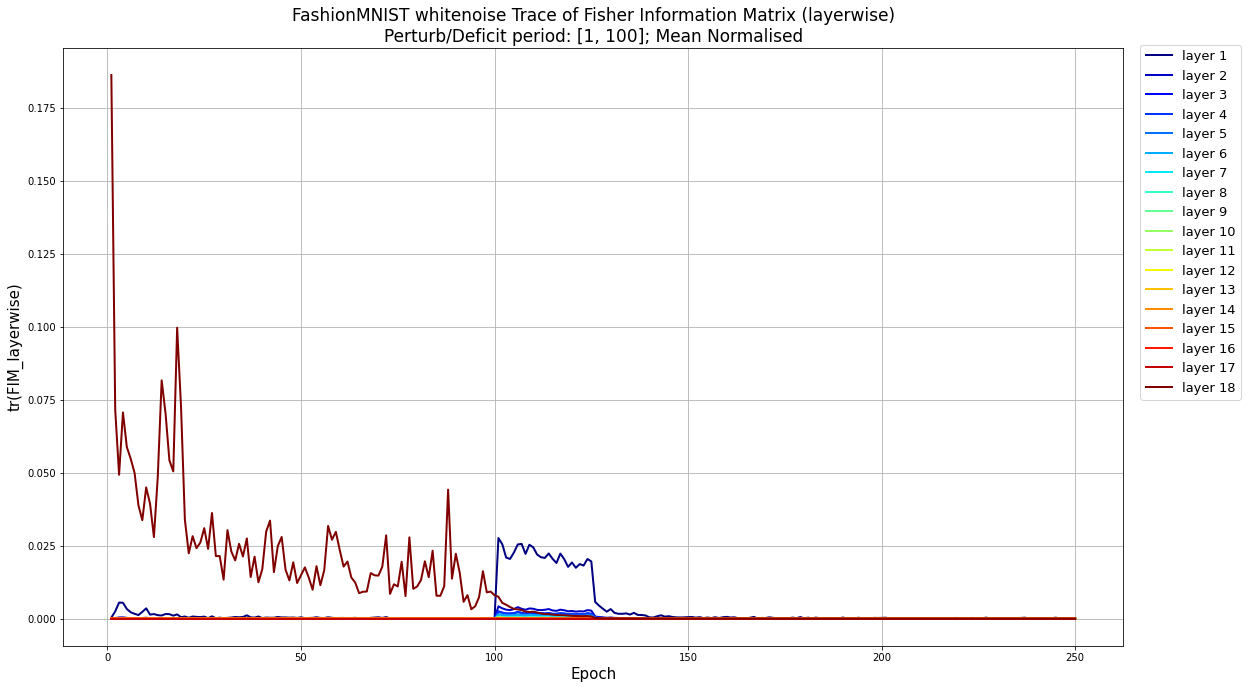 FashionMNIST whitenoise Trace of Fisher Information Matrix (layerwise)
Perturb/Deficit period: [1, 100]; Mean Normalised
tr(FIM_layerwise)
0.175
0.150
0.125
0.100
0.075
0.050
0.025
0.000
0
50
100
150
200
250
Epoch
layer 1
layer 2
layer 3
layer 4
layer 5
layer 6
layer 7
layer 8
layer 9
layer 10
layer 11
layer 12
layer 13
layer 14
layer 15
layer 16
layer 17
layer 18